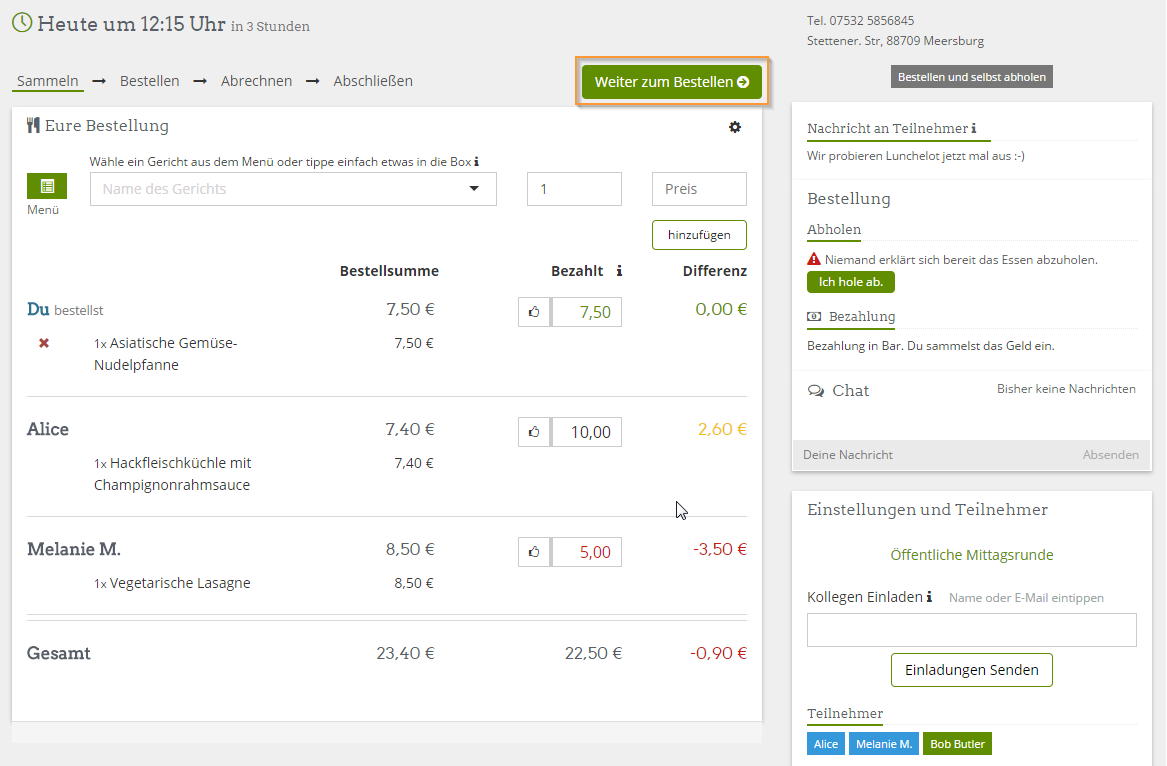 Heute um 12:15 Uhr in 3 Stunden
Sammeln → Bestellen → Abrechnen → Abschließen
Weiter zum Bestellen
Eure Bestellung
Wähle ein Gericht aus dem Menü oder tippe einfach etwas in die Box
Menü
Name des Gerichts 1 Preis
hinzufügen
Bestellsumme Bezahlt Differenz
Du bestellst 7,50 € 7,50 0,00 €
1x Asiatische Gemüse- 7,50 €
Nudelpfanne
Alice 7,40 € 10,00 2,60 €
1x Hackfleischküchle mit 7,40 €
Champignonrahmsauce
Melanie M. 8,50 € 5,00 -3,50 €
1x Vegetarische Lasagne 8,50 €
Gesamt 23,40 € 22,50 € -0,90 €
Tel. 07532 5856845
Stettener. Str, 88709 Meersburg
Bestellen und selbst abholen
Nachricht an Teilnehmer
Wir probieren Lunchelot jetzt mal aus :-)
Bestellung
Abholen
Niemand erklärt sich bereit das Essen abzuholen.
Ich hole ab.
Bezahlung
Bezahlung in Bar. Du sammelst das Geld ein.
Chat Bisher keine Nachrichten
Deine Nachricht Absenden
Einstellungen und Teilnehmer
Öffentliche Mittagsrunde
Kollegen Einladen Name oder E-Mail eintippen
Einladungen Senden
Teilnehmer
Alice Melanie M. Bob Butler